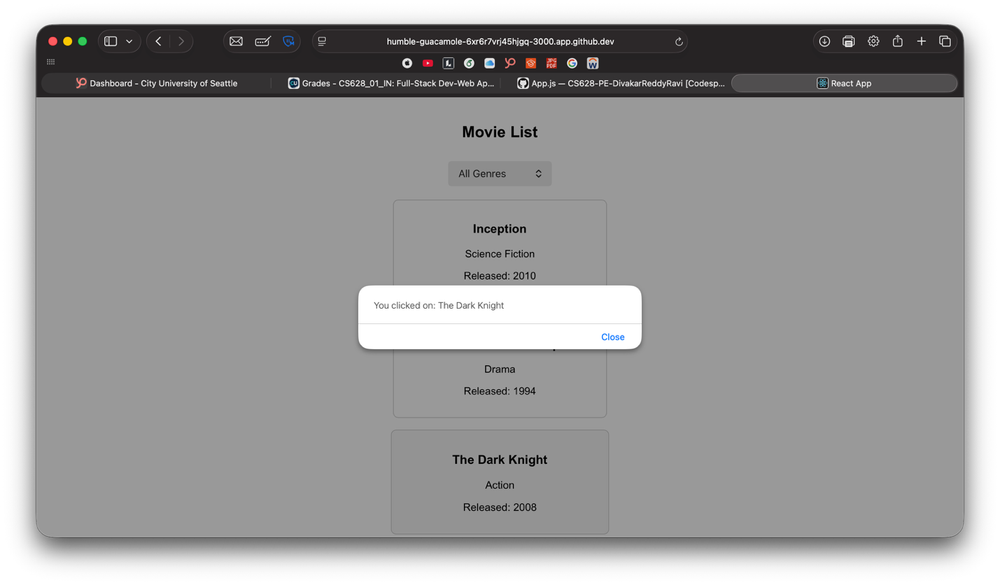 humble-guacamole-6xr6r7vrj45hjgq-3000.app.github.dev
JPG
PDF
Dashboard - City University of Seattle
CU
Grades - CS628_01_IN: Full-Stack Dev-Web Ap...
App.js — CS628-PE-DivakarReddyRavi [Codesp...
React App
Movie List
All Genres
Inception
Science Fiction
Released: 2010
You clicked on: The Dark Knight
Close
Drama
Released: 1994
The Dark Knight
Action
Released: 2008